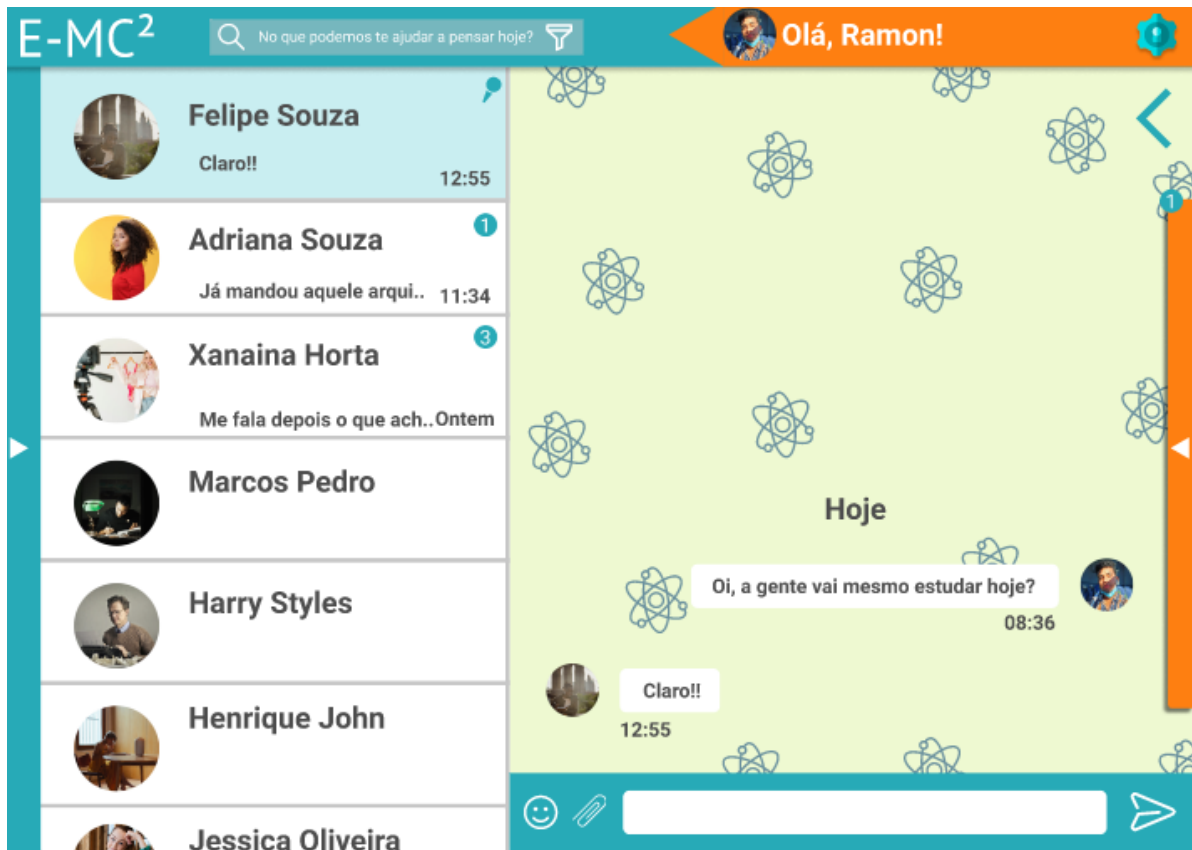 E-MC²
No que podemos te ajudar a pensar hoje?
Olá, Ramon!
Felipe Souza
Claro!!
12:55
Adriana Souza
1
Já mandou aquele arqui..
11:34
Xanaina Horta
3
Me fala depois o que ach..
Ontem
Marcos Pedro
Harry Styles
Henrique John
Jessica Oliveira
1
Hoje
Oi, a gente vai mesmo estudar hoje?
08:36
Claro!!
12:55